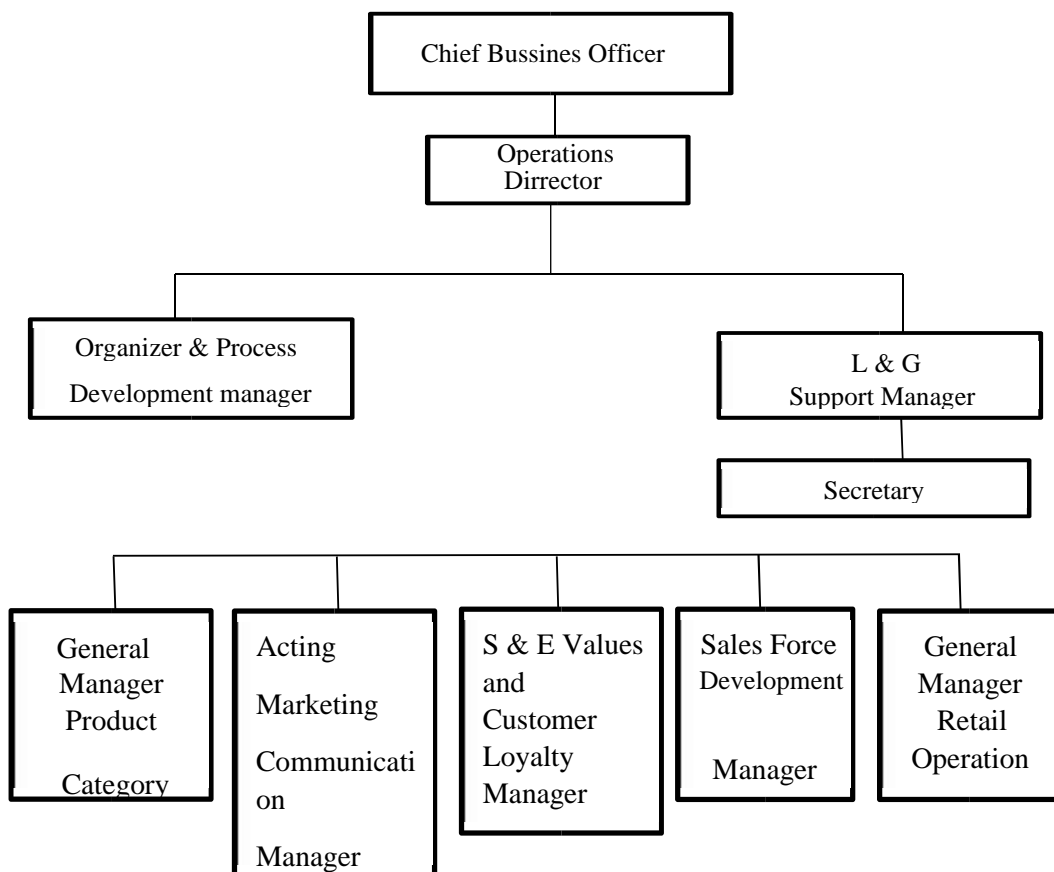 Chief Bussines Officer
Operations
Dirrector
Organizer & Process
Development manager
L & G
Support Manager
Secretary
General
Manager
Product
Category
Acting
Marketing
Communicati
on
Manager
S & E Values
and
Customer
Loyalty
Manager
Sales Force
Development
Manager
General
Manager
Retail
Operation